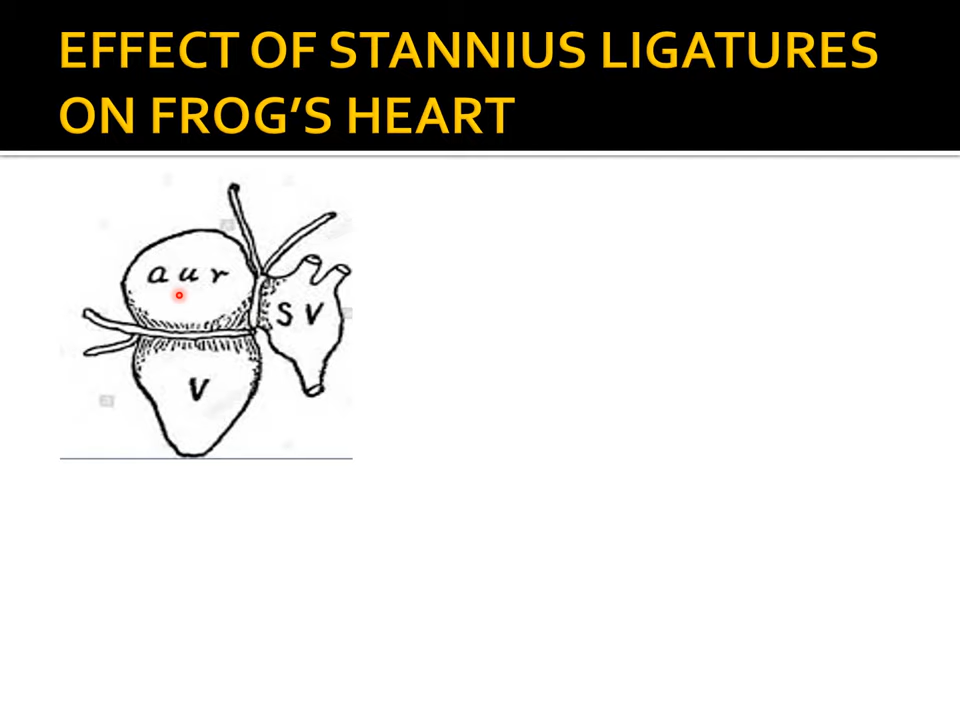 EFFECT OF STANNIUS LIGATURES
ON FROG’S HEART
aur
SV
V